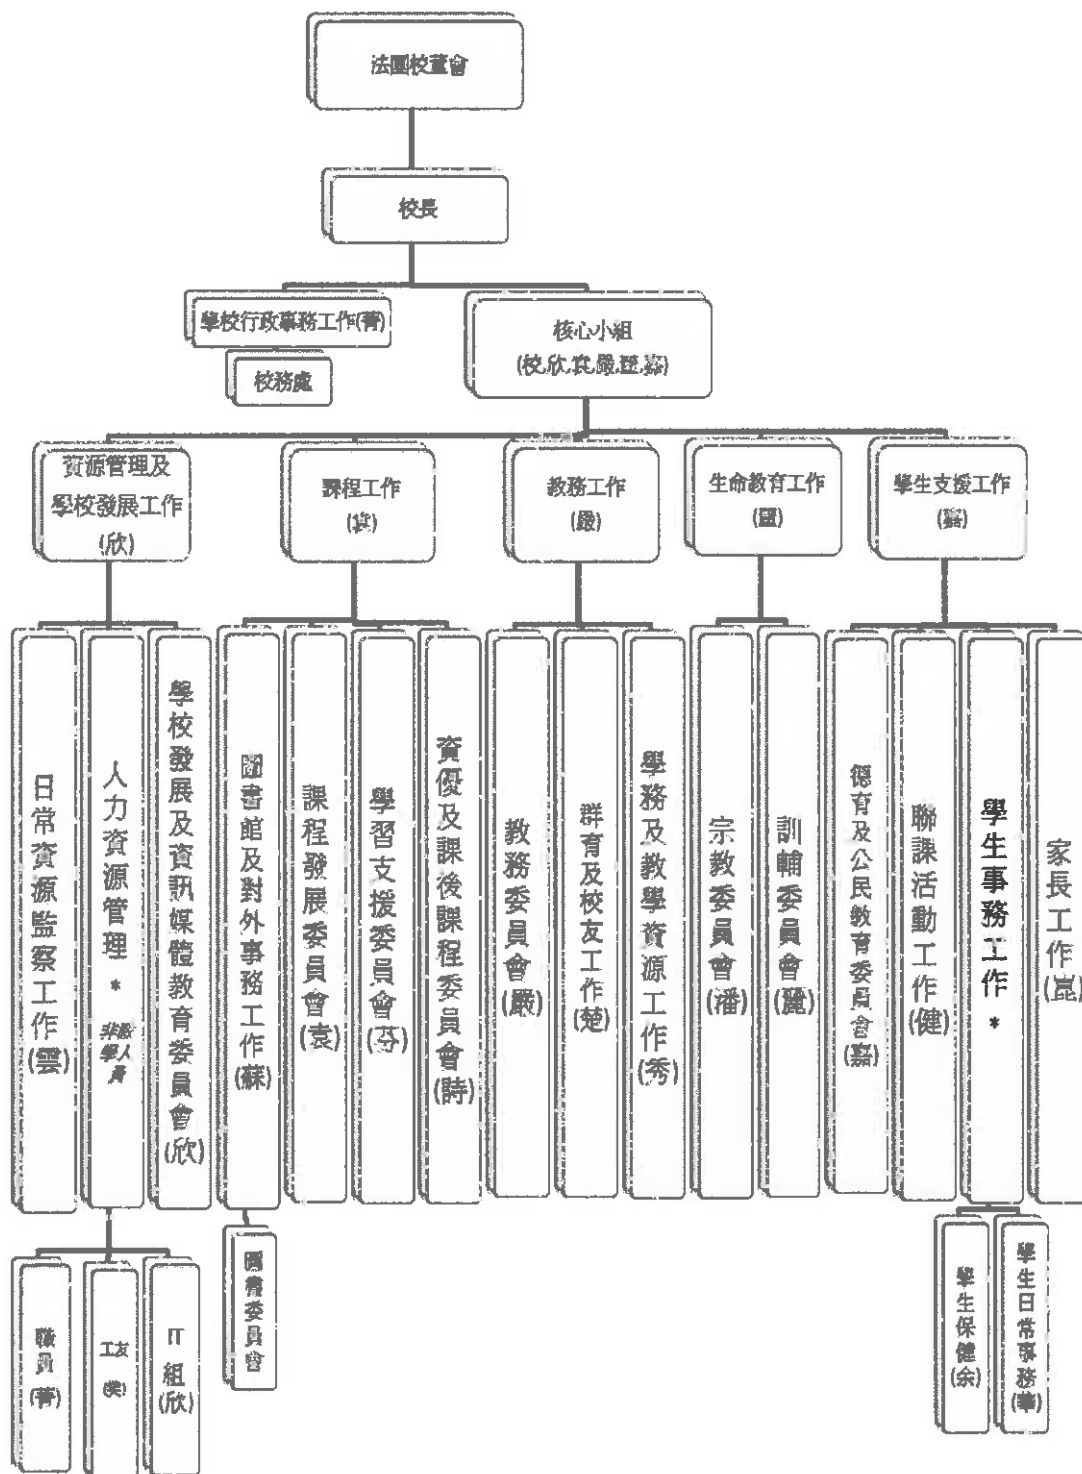 法團校董會
校長
學校行政事務工作(菁)
校務處
核心小組
(校,欣,袁,嚴,麗,嘉)
資源管理及
學校發展工作
(欣)
課程工作
(袁)
教務工作
(嚴)
生命教育工作
(麗)
學生支援工作
(嘉)
日常資源監察工作(雲)
人力資源管理*
非教學人員
學校發展及資訊媒體教育委員會(欣)
圖書館及對外事務工作(蘇)
課程發展委員會(袁)
學習支援委員會(芬)
資優及課後課程委員會(詩)
教務委員會(嚴)
群育及校友工作(楚)
學務及教學資源工作(秀)
宗教委員會(潘)
訓輔委員會(麗)
德育及公民教育委員會(嘉)
聯課活動工作(健)
學生事務工作*
家長工作(崑)
職員(菁)
工友
IT組(欣)
圖書委員會
學生保健(余)
學生日常事務(華)